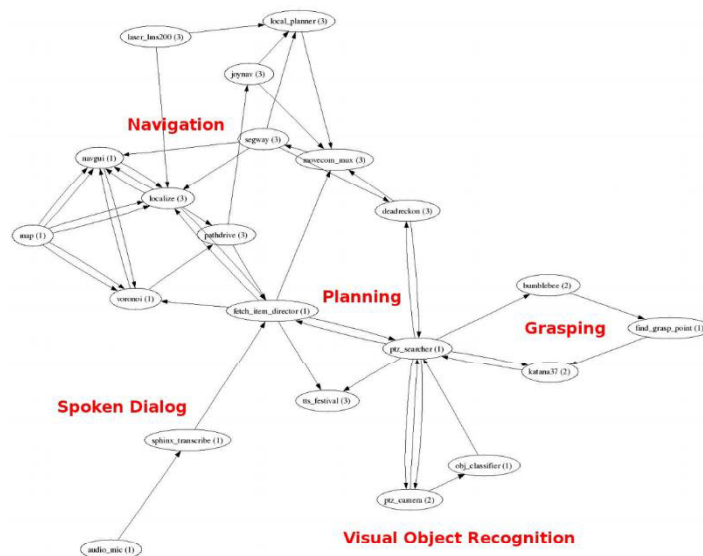 local_planner (3)
laser_lms200 (3)
joynav (3)
Navigation
segway (3)
navgui (1)
movecoin_mux (3)
localize (3)
deadreckon (3)
map (1)
pathdrive (3)
bumblebee (2)
voronoi (1)
Planning
fetch_item_director (1)
Grasping
find_grasp_point (1)
ptz_searcher (1)
katana37 (2)
tts_festival (3)
Spoken Dialog
sphinx_transcribe (1)
obj_classifier (1)
ptz_camera (2)
Visual Object Recognition
audio_mic (1)